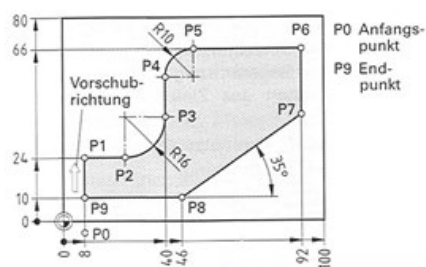 80
66
24
10
0
P5
P6
P4
R10
Vorschub-
richtung
P3
P7
P1
P2
R16
35°
P9
P8
P0
0
8
40
46
92
100
P0 Anfangs-
punkt
P9 End-
punkt